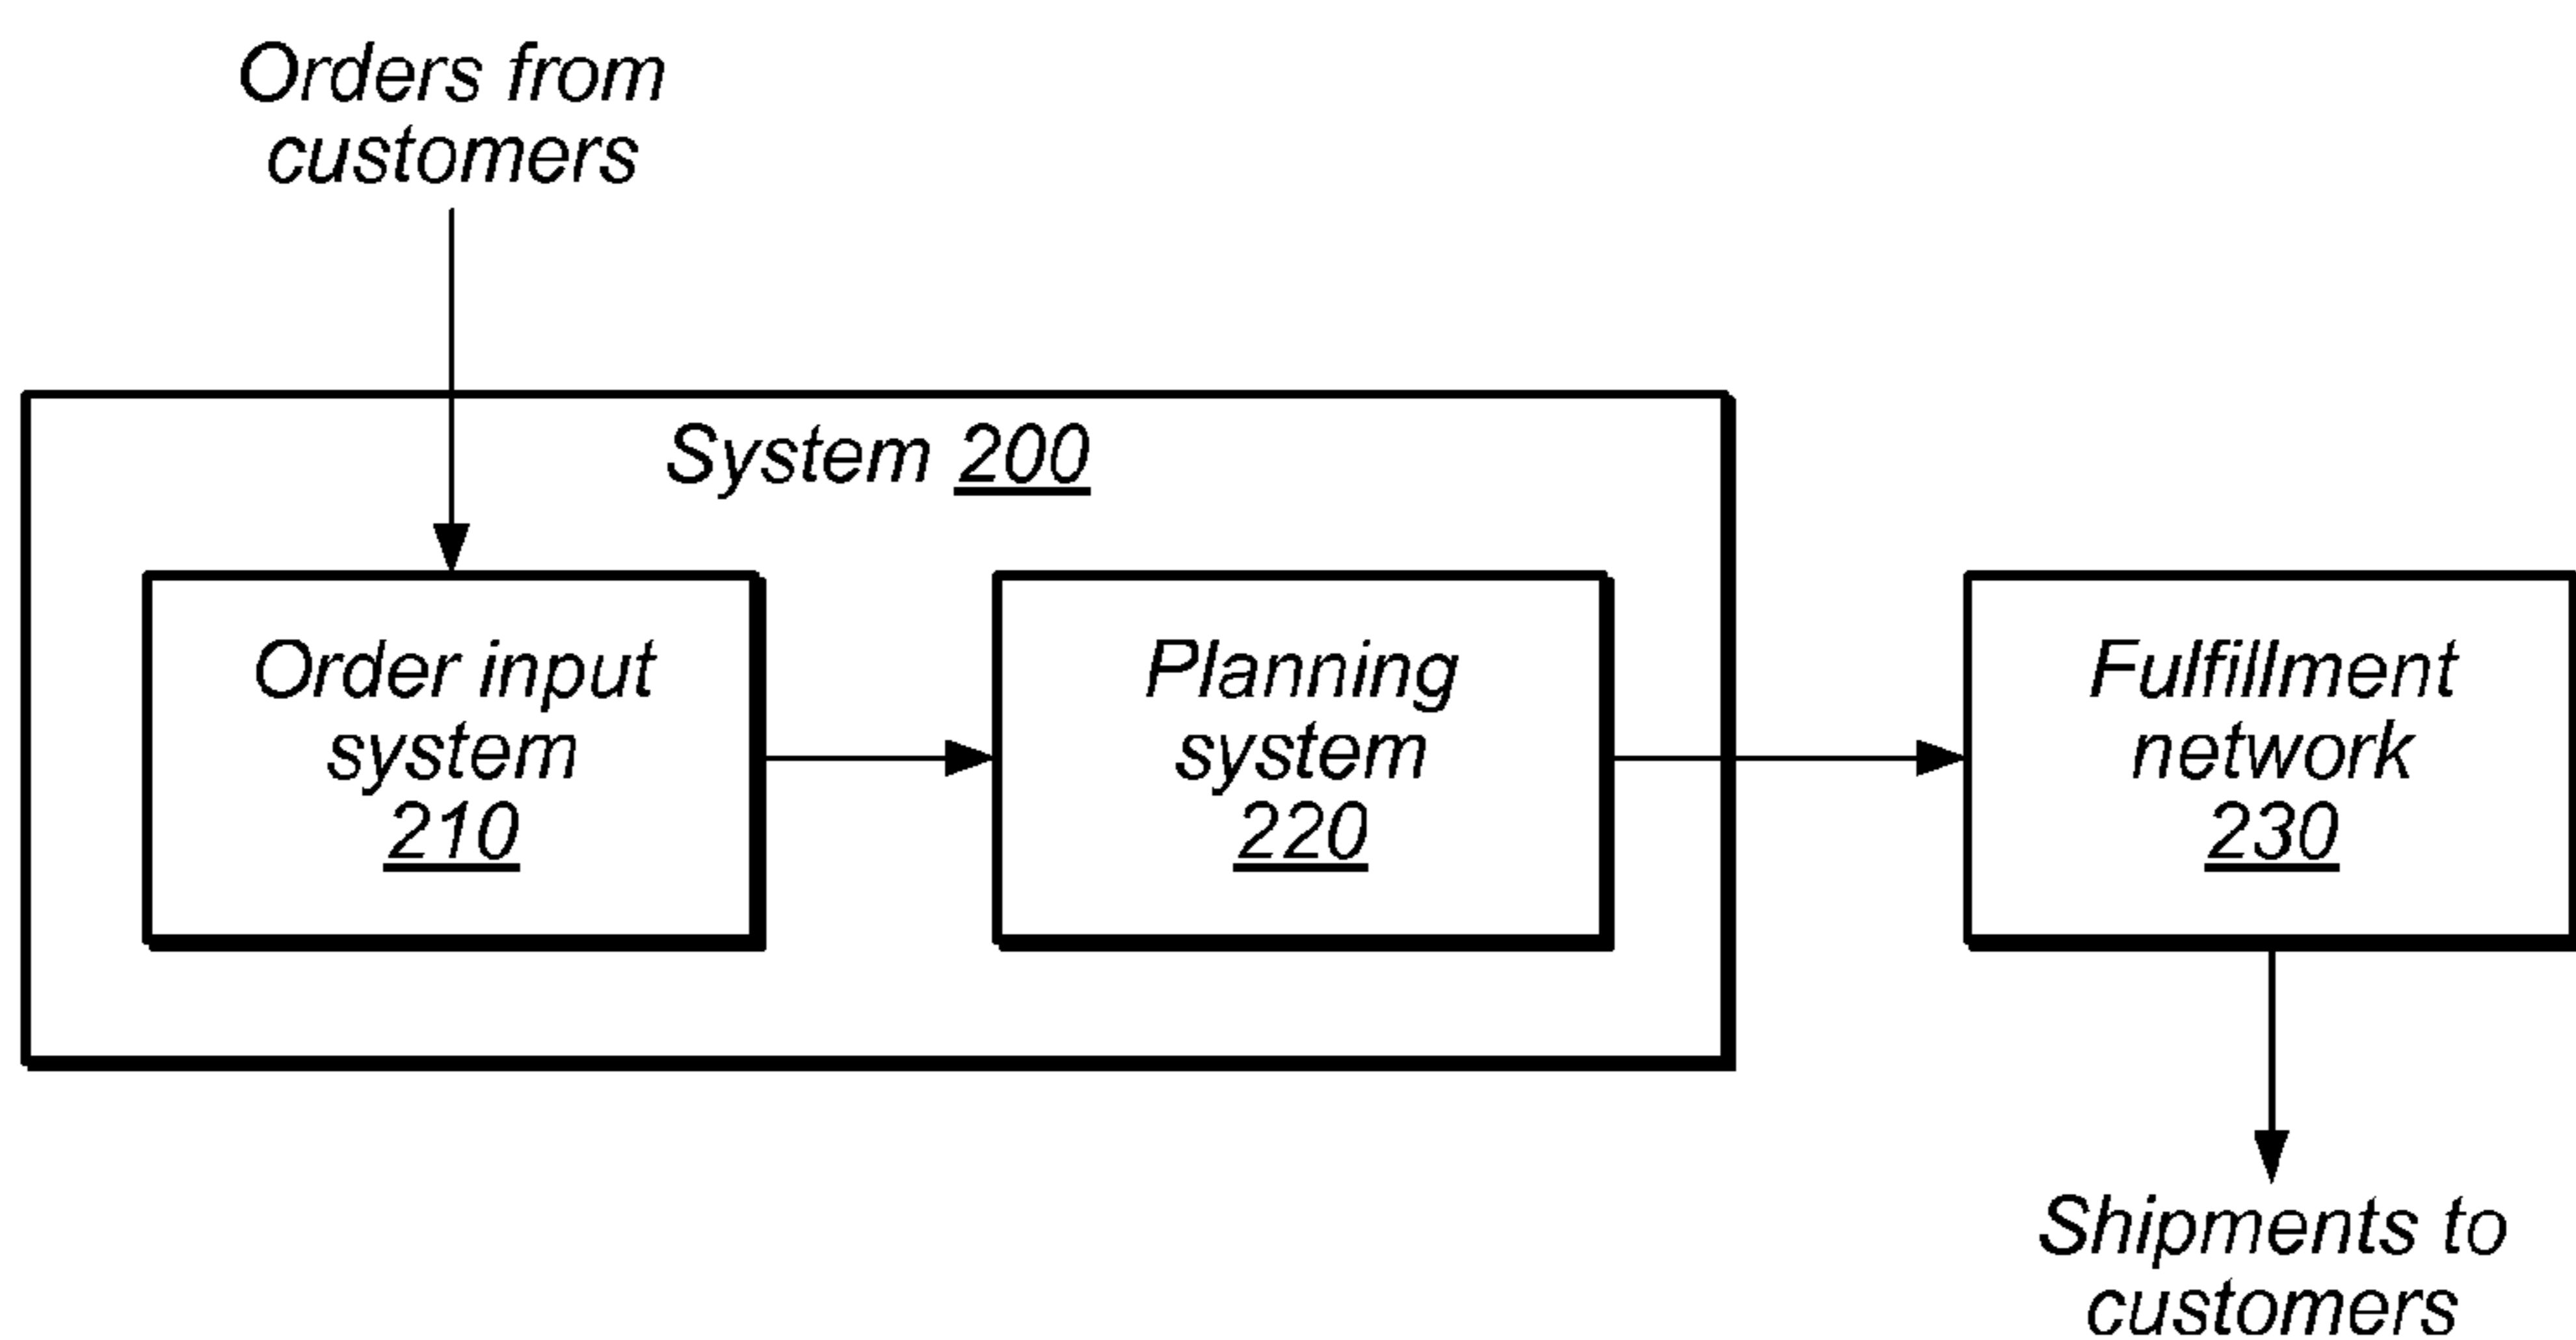 Orders from
customers
System 200
Order input
system
210
Planning
system
220
Fulfillment
network
230
Shipments to
customers